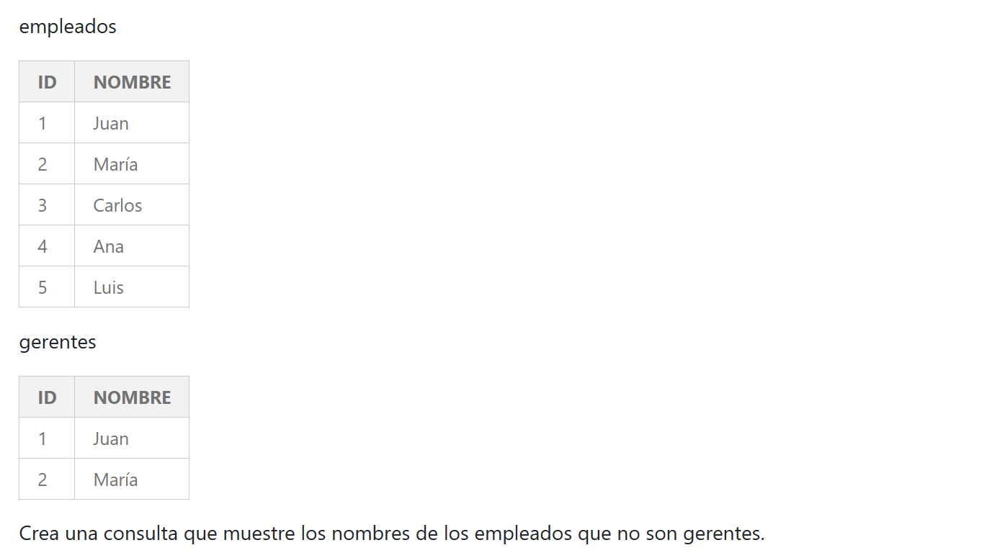 empleados
ID NOMBRE
1 Juan
2 María
3 Carlos
4 Ana
5 Luis
gerentes
ID NOMBRE
1 Juan
2 María
Crea una consulta que muestre los nombres de los empleados que no son gerentes.